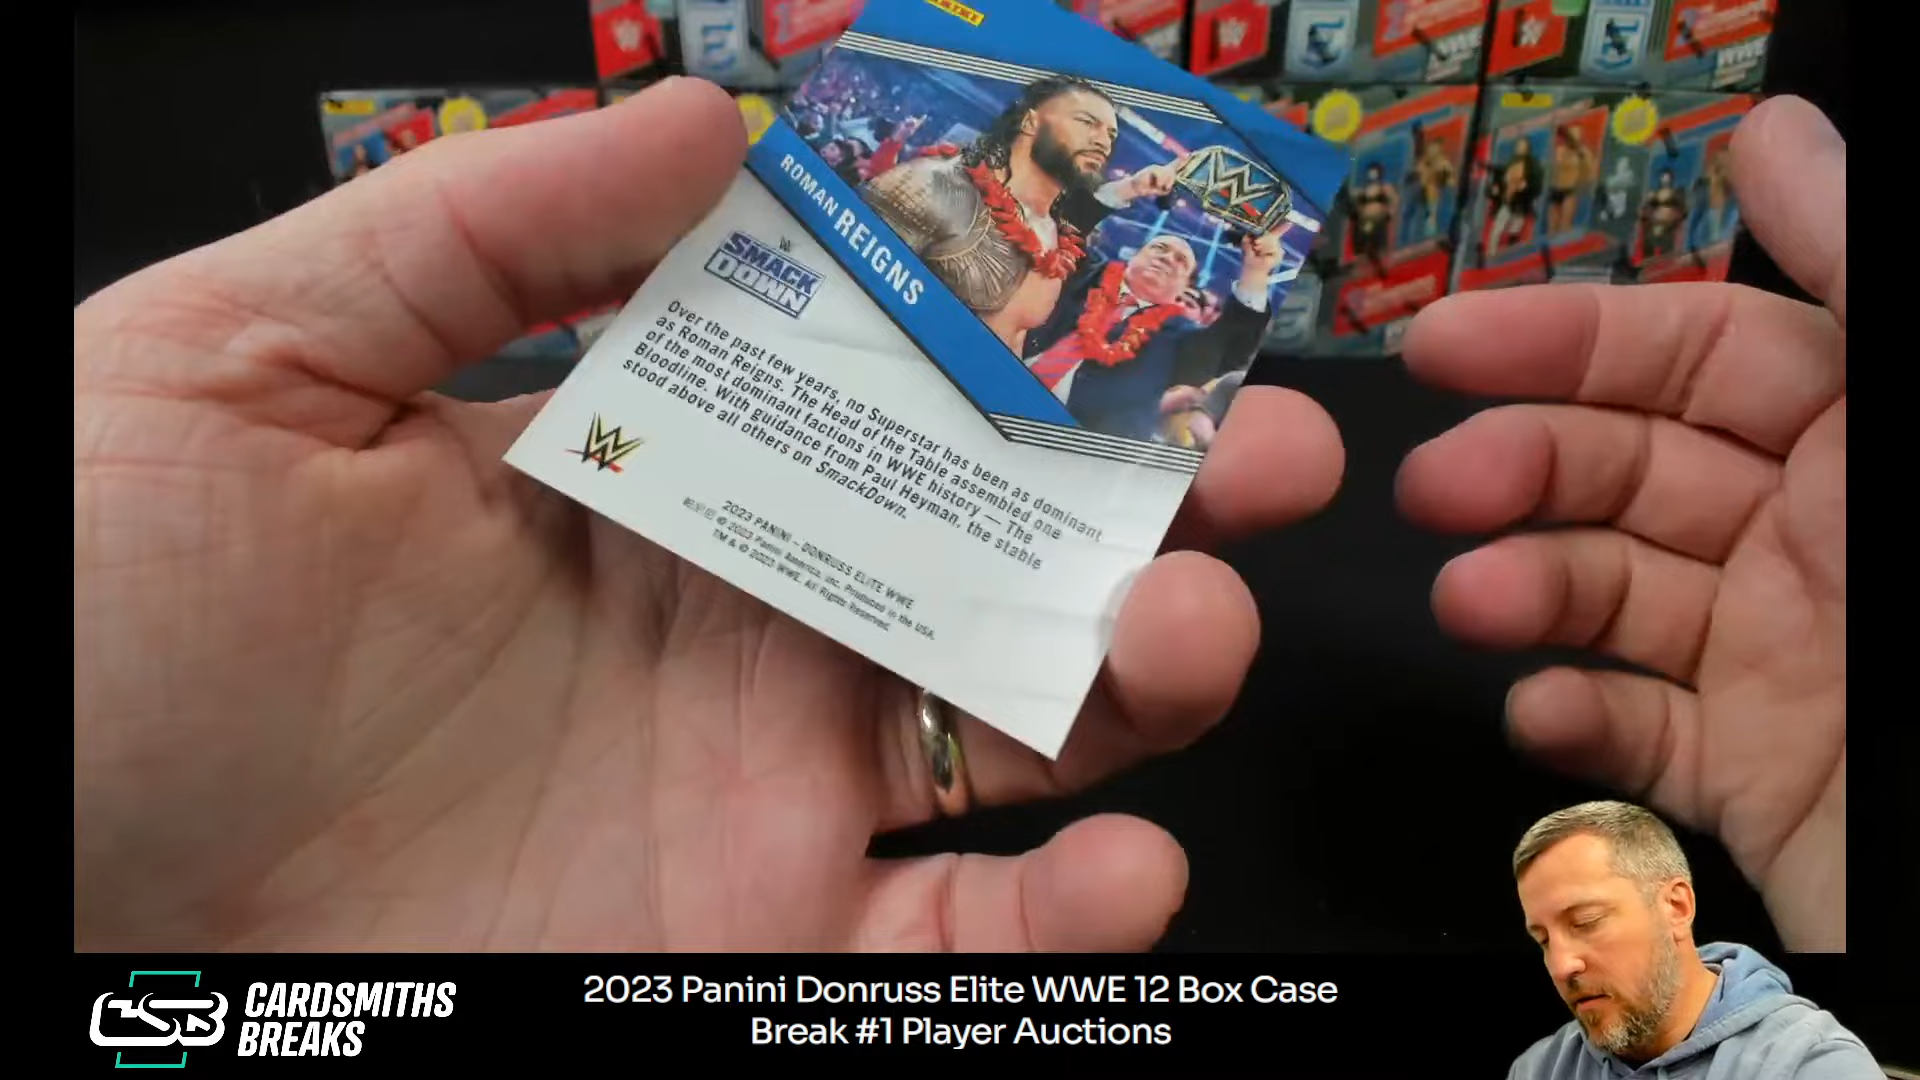 PANINI
ROMAN REIGNS
SMACK
DOWN
Over the past few years, no Superstar has been as dominant
as Roman Reigns. The Head of the Table assembled one
of the most dominant factions in WWE history — The
Bloodline. With guidance from Paul Heyman, the stable
stood above all others on SmackDown.
2023 PANINI – DONRUSS ELITE WWE
© 2023 Panini America, Inc. Produced in the USA.
TM & © 2023 WWE. All Rights Reserved.
CSB
CARDSMITHS
BREAKS
2023 Panini Donruss Elite WWE 12 Box Case
Break #1 Player Auctions